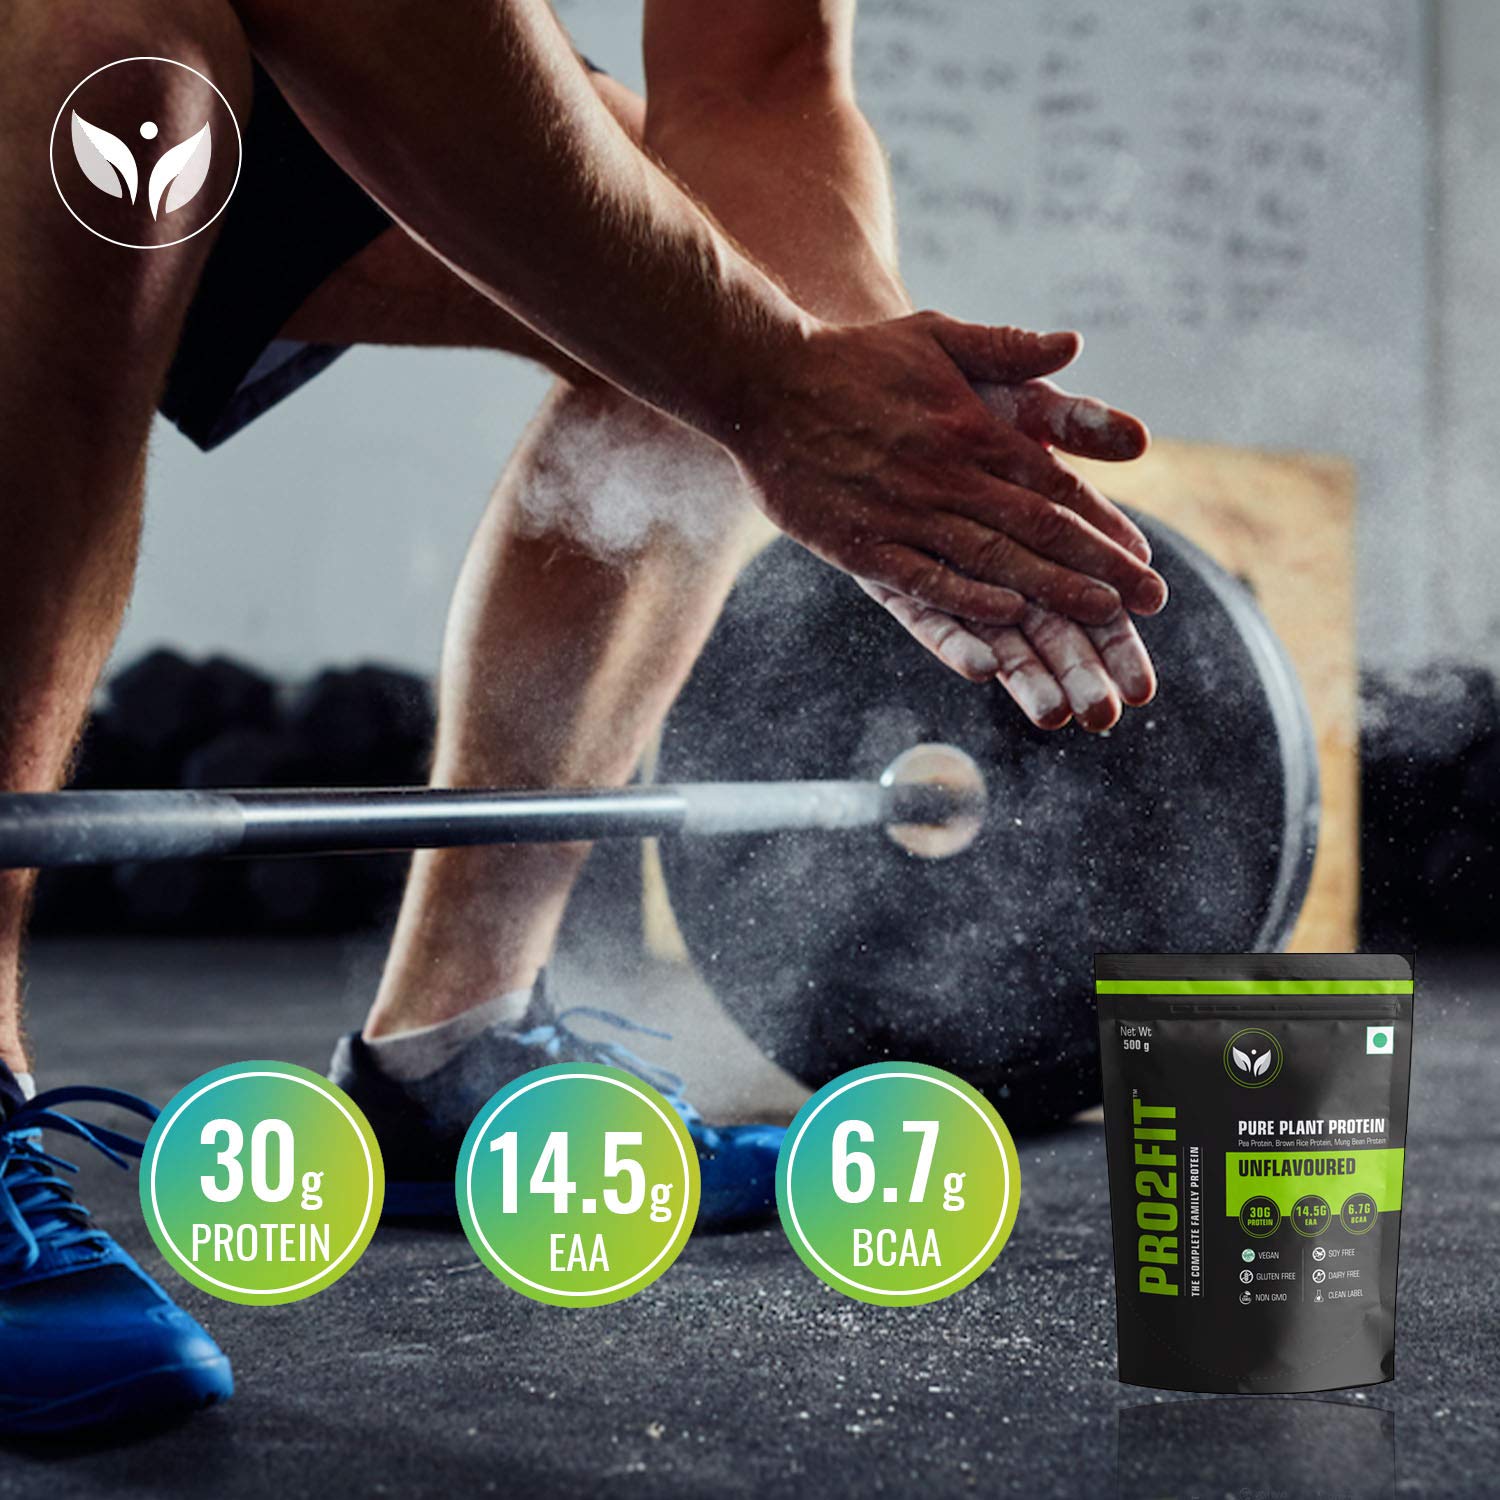 30g
PROTEIN
14.5g
EAA
6.7g
BCAA
Net Wt
500 g
PRO2FIT™
THE COMPLETE FAMILY PROTEIN
PURE PLANT PROTEIN
Pea Protein, Brown Rice Protein, Mung Bean Protein
UNFLAVOURED
30G
PROTEIN
14.5G
EAA
6.7G
BCAA
VEGAN
SOY FREE
GLUTEN FREE
DAIRY FREE
NON GMO
CLEAN LABEL